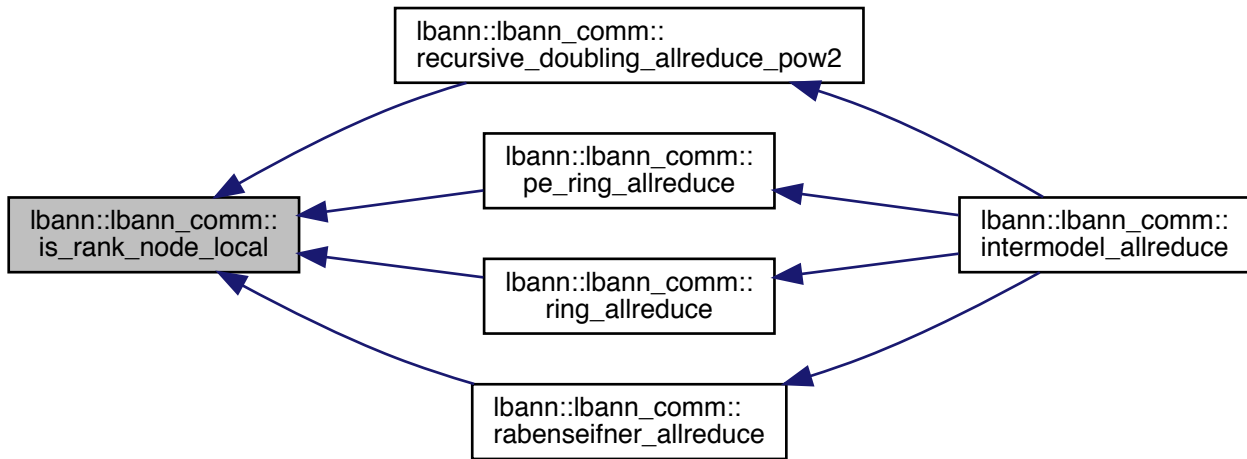 lbann::lbann_comm::
recursive_doubling_allreduce_pow2
lbann::lbann_comm::
pe_ring_allreduce
lbann::lbann_comm::
is_rank_node_local
lbann::lbann_comm::
intermodel_allreduce
lbann::lbann_comm::
ring_allreduce
lbann::lbann_comm::
rabenseifner_allreduce